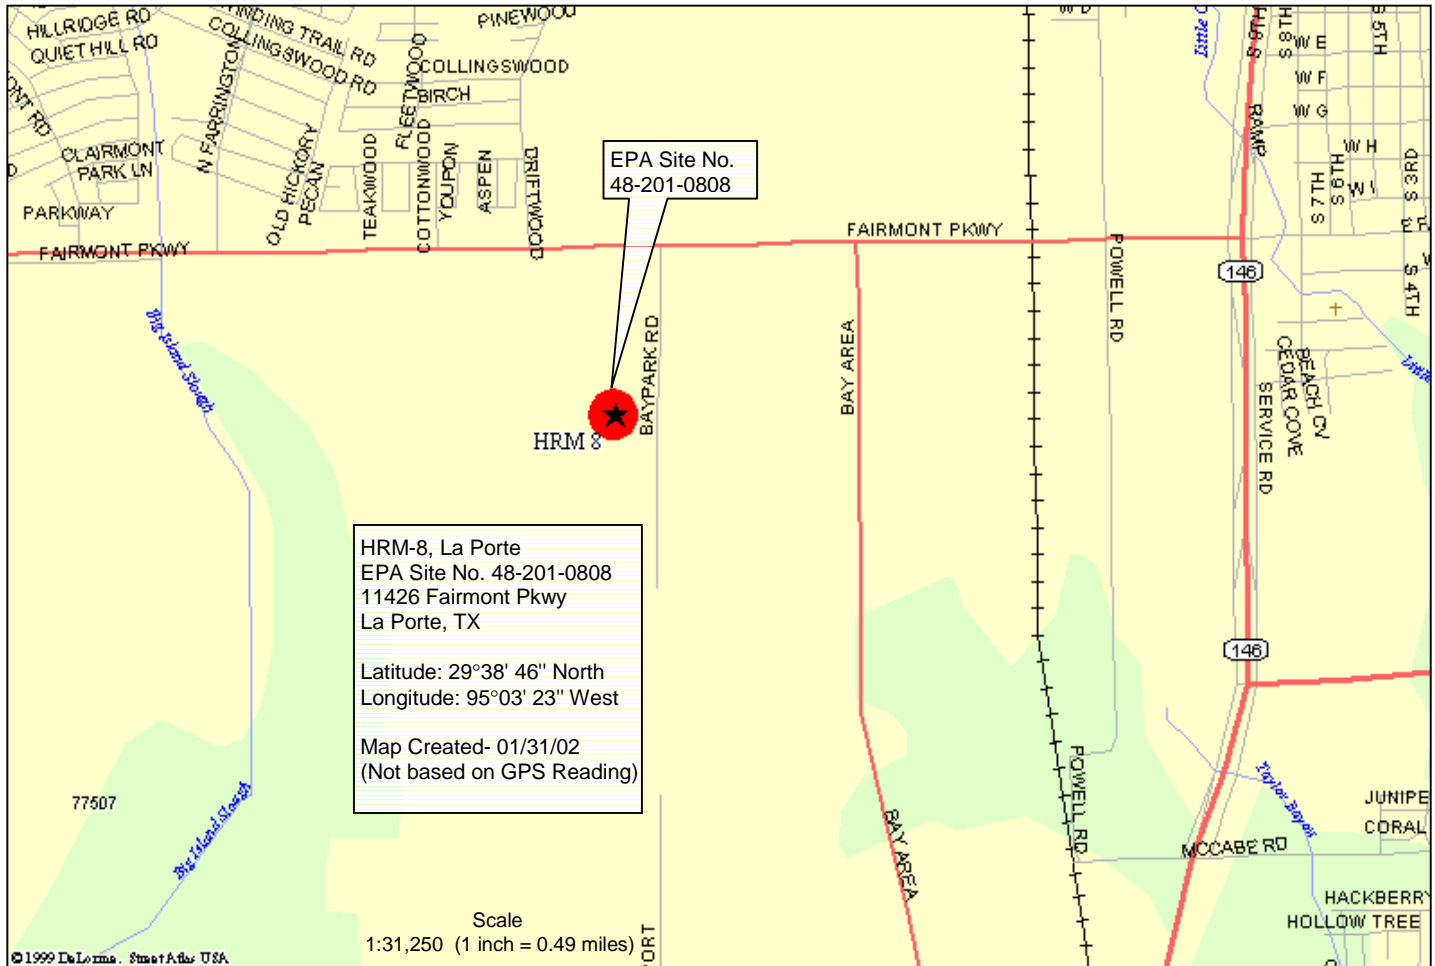 HILLRIDGE RD
QUIET HILL RD
COLLINGSWOOD RD
PINEWOOD
COLLINGSWOOD
BIRCH
N FARRINGTON
FLEETWOOD
CLAIRMONT
PARK LN
PARKWAY
OLD HICKORY
PECAN
TEAKWOOD
COTTONWOOD
YOUPON
ASPEN
DRIFTWOOD
FAIRMONT PKWY
FAIRMONT PKWY
EPA Site No.
48-201-0808
W E
W F
W G
W H
W I
S 8TH
S 5TH
RAMP
S 7TH
S 6TH
S 3RD
S 4TH
146
POWELL RD
BAY AREA
BAYPARK RD
Big Island Slough
HRM 8
PEACH CV
CEDAR COVE
SERVICE RD
HRM-8, La Porte
EPA Site No. 48-201-0808
11426 Fairmont Pkwy
La Porte, TX
Latitude: 29°38' 46" North
Longitude: 95°03' 23" West
Map Created- 01/31/02
(Not based on GPS Reading)
146
77507
Big Island Slough
POWELL RD
BAY AREA
Taylor Bayou
MCCABE RD
JUNIPE
CORAL
HACKBERRY
HOLLOW TREE
Scale
1:31,250 (1 inch = 0.49 miles)
PORT
©1999 DeLorme. Street Atlas USA